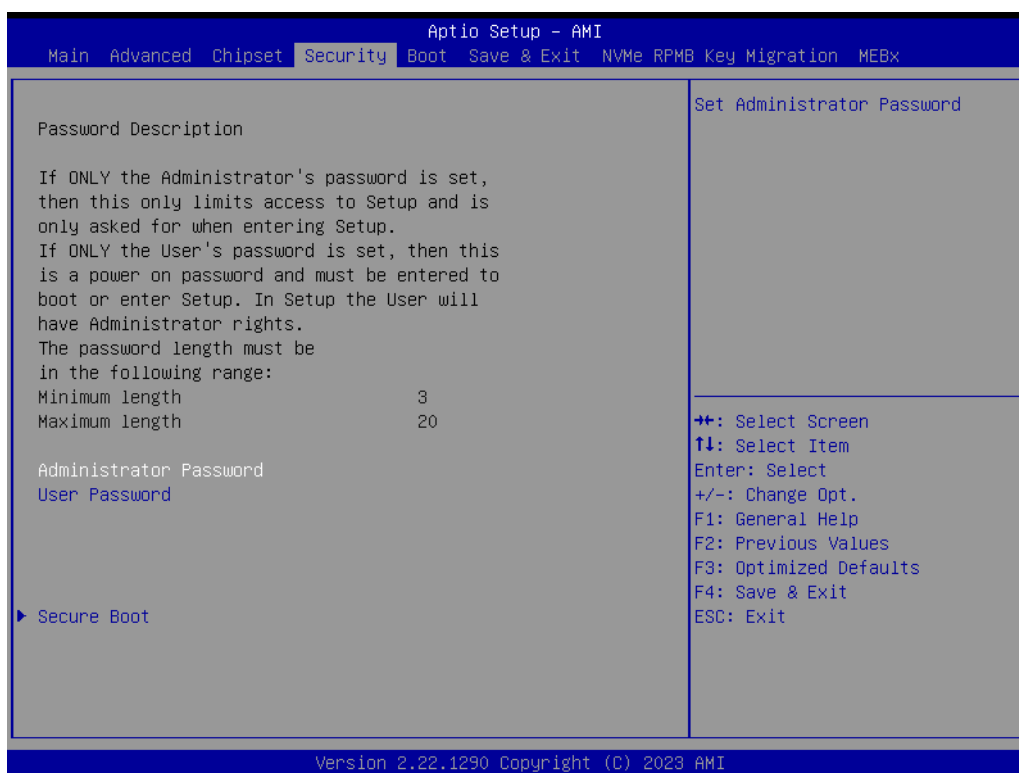 Aptio Setup – AMI
Main Advanced Chipset Security Boot Save & Exit NVMe RPMB Key Migration MEBx
Set Administrator Password
Password Description
If ONLY the Administrator's password is set,
then this only limits access to Setup and is
only asked for when entering Setup.
If ONLY the User's password is set, then this
is a power on password and must be entered to
boot or enter Setup. In Setup the User will
have Administrator rights.
The password length must be
in the following range:
Minimum length 3
Maximum length 20
Administrator Password
User Password
Secure Boot
→←: Select Screen
↑↓: Select Item
Enter: Select
+/-: Change Opt.
F1: General Help
F2: Previous Values
F3: Optimized Defaults
F4: Save & Exit
ESC: Exit
Version 2.22.1290 Copyright (C) 2023 AMI